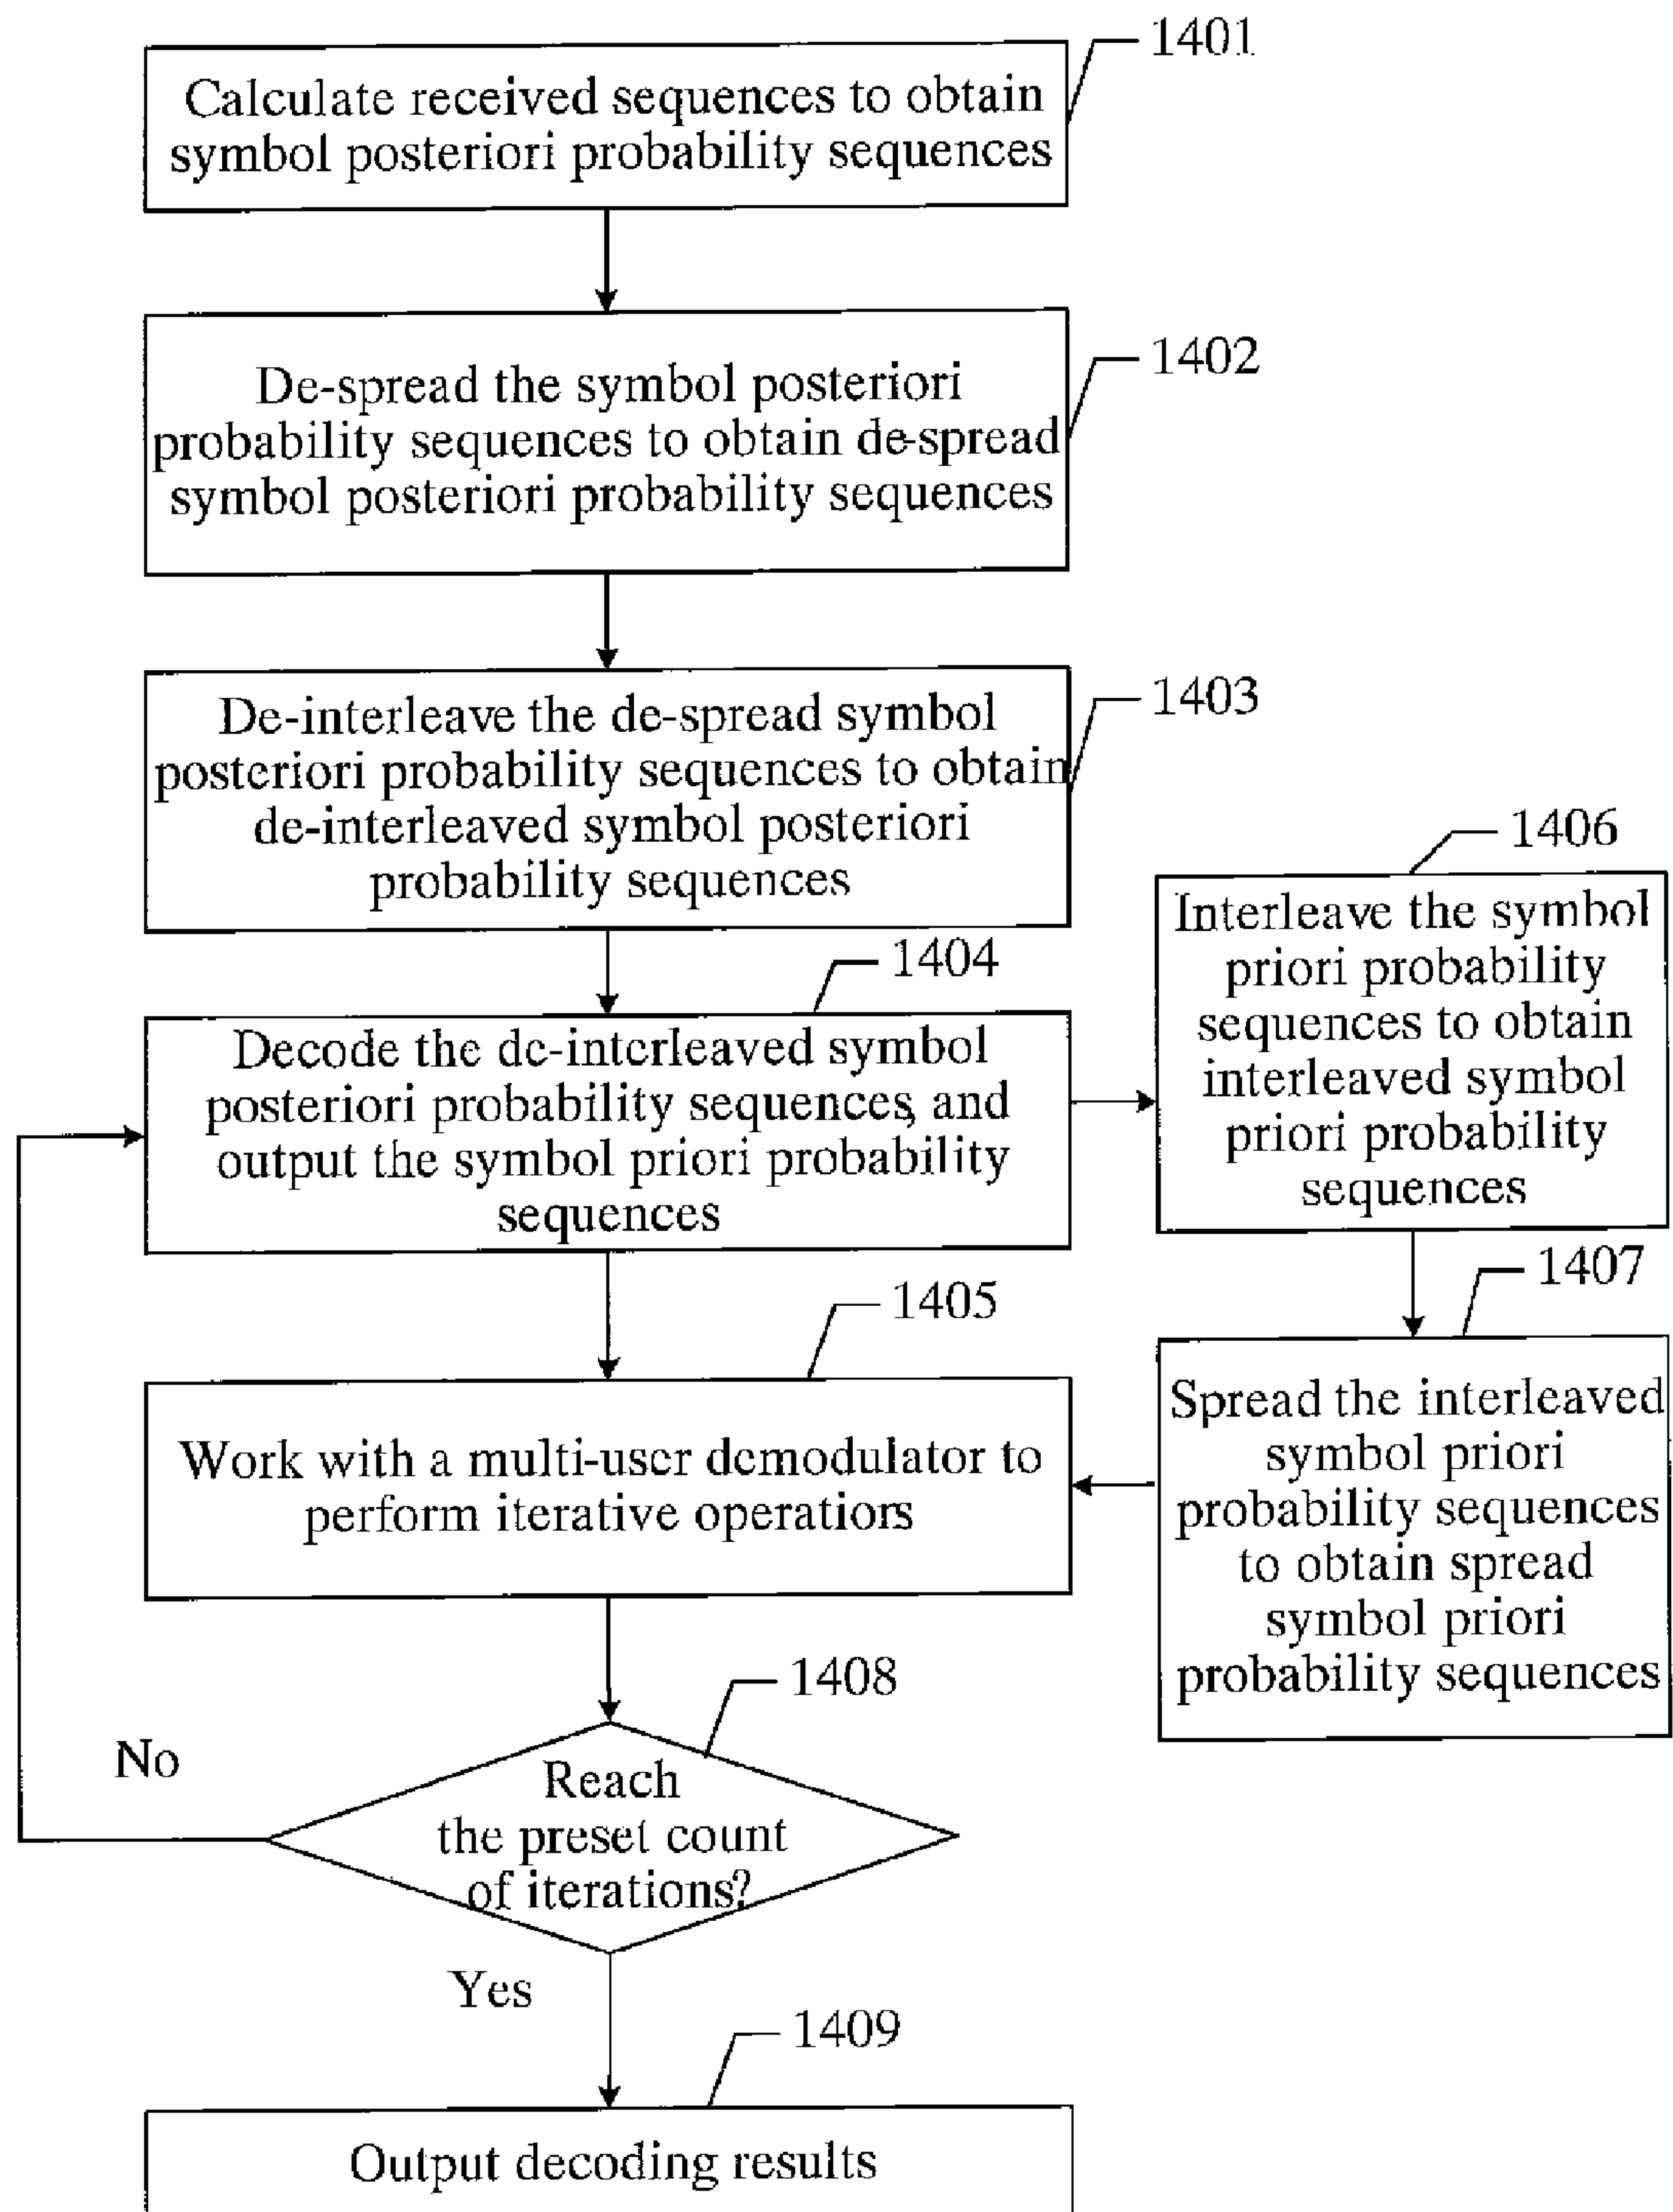 1401
Calculate received sequences to obtain
symbol posteriori probability sequences
1402
De-spread the symbol posteriori
probability sequences to obtain de-spread
symbol posteriori probability sequences
1403
De-interleave the de-spread symbol
posteriori probability sequences to obtain
de-interleaved symbol posteriori
probability sequences
1404
Decode the de-interleaved symbol
posteriori probability sequences, and
output the symbol priori probability
sequences
1406
Interleave the symbol
priori probability
sequences to obtain
interleaved symbol
priori probability
sequences
1405
Work with a multi-user demodulator to
perform iterative operations
1407
Spread the interleaved
symbol priori
probability sequences
to obtain spread
symbol priori
probability sequences
1408
Reach
the preset count
of iterations?
No
Yes
1409
Output decoding results